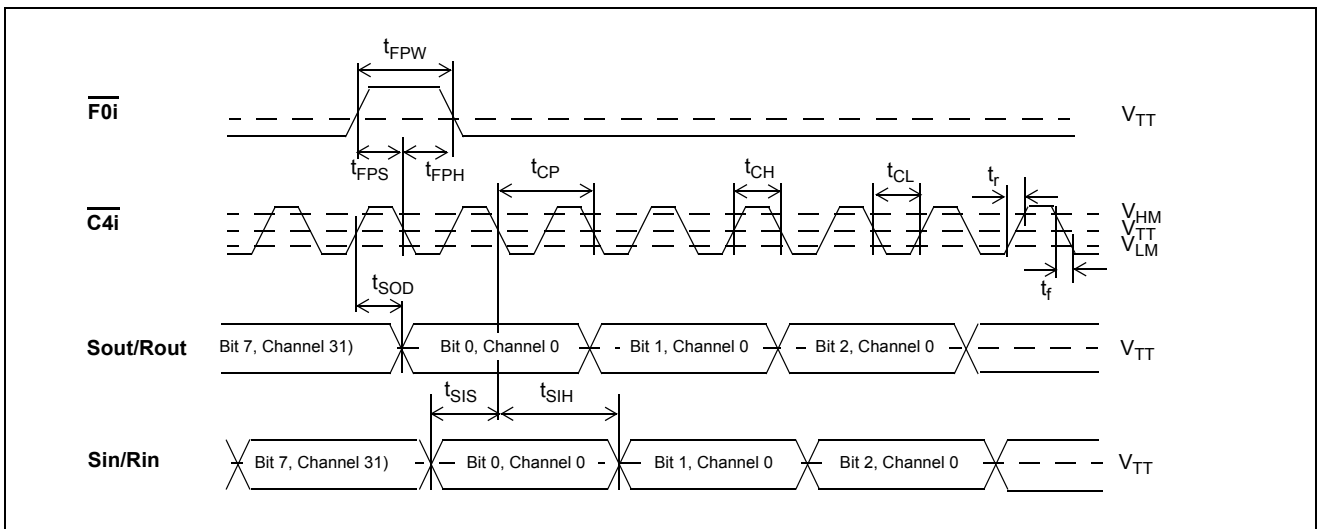 tFPW
F0i
VTT
tFPS
tFPH
tCP
tCH
tCL
tr
C4i
VHM
VTT
VLM
tSOD
tf
Sout/Rout
Bit 7, Channel 31)
Bit 0, Channel 0
Bit 1, Channel 0
Bit 2, Channel 0
VTT
tSIS
tSIH
Sin/Rin
Bit 7, Channel 31)
Bit 0, Channel 0
Bit 1, Channel 0
Bit 2, Channel 0
VTT